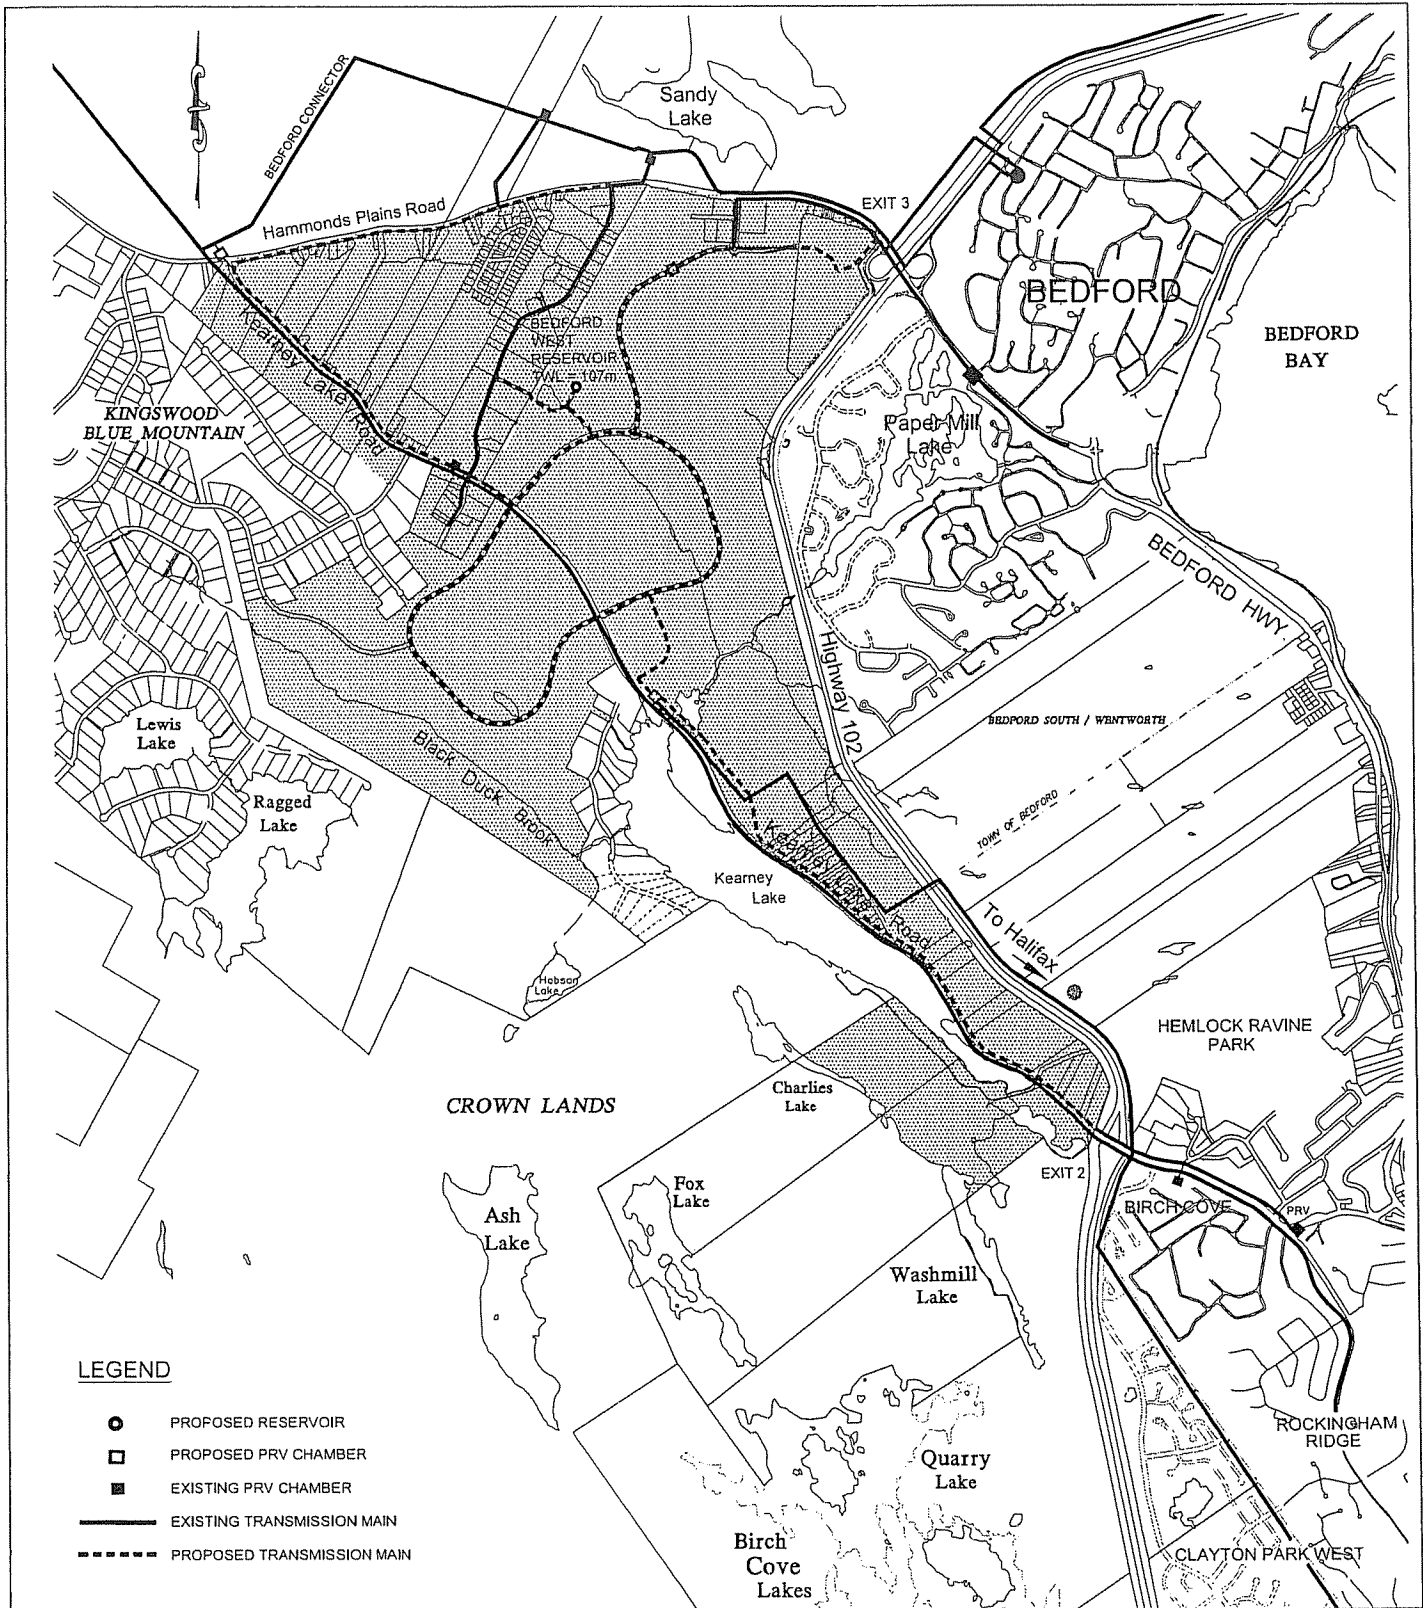 BEDFORD CONNECTOR
Sandy
Lake
Hammonds Plains Road
EXIT 3
BEDFORD
BEDFORD
BAY
Kearney Lake Road
BEDFORD
WEST
RESERVOIR
TWL = 107m
KINGSWOOD
BLUE MOUNTAIN
Paper Mill
Lake
BEDFORD HWY.
Highway 102
BEDFORD SOUTH / WENTWORTH
Lewis
Lake
Black Duck Brook
Ragged
Lake
TOWN OF BEDFORD
Kearney Lake Road
Kearney
Lake
To Halifax
Hobson
Lake
HEMLOCK RAVINE
PARK
Charlies
Lake
CROWN LANDS
EXIT 2
Fox
Lake
Ash
Lake
BIRCH COVE
PRV
Washmill
Lake
LEGEND
PROPOSED RESERVOIR
PROPOSED PRV CHAMBER
EXISTING PRV CHAMBER
EXISTING TRANSMISSION MAIN
PROPOSED TRANSMISSION MAIN
ROCKINGHAM
RIDGE
Quarry
Lake
Birch
Cove
Lakes
CLAYTON PARK WEST